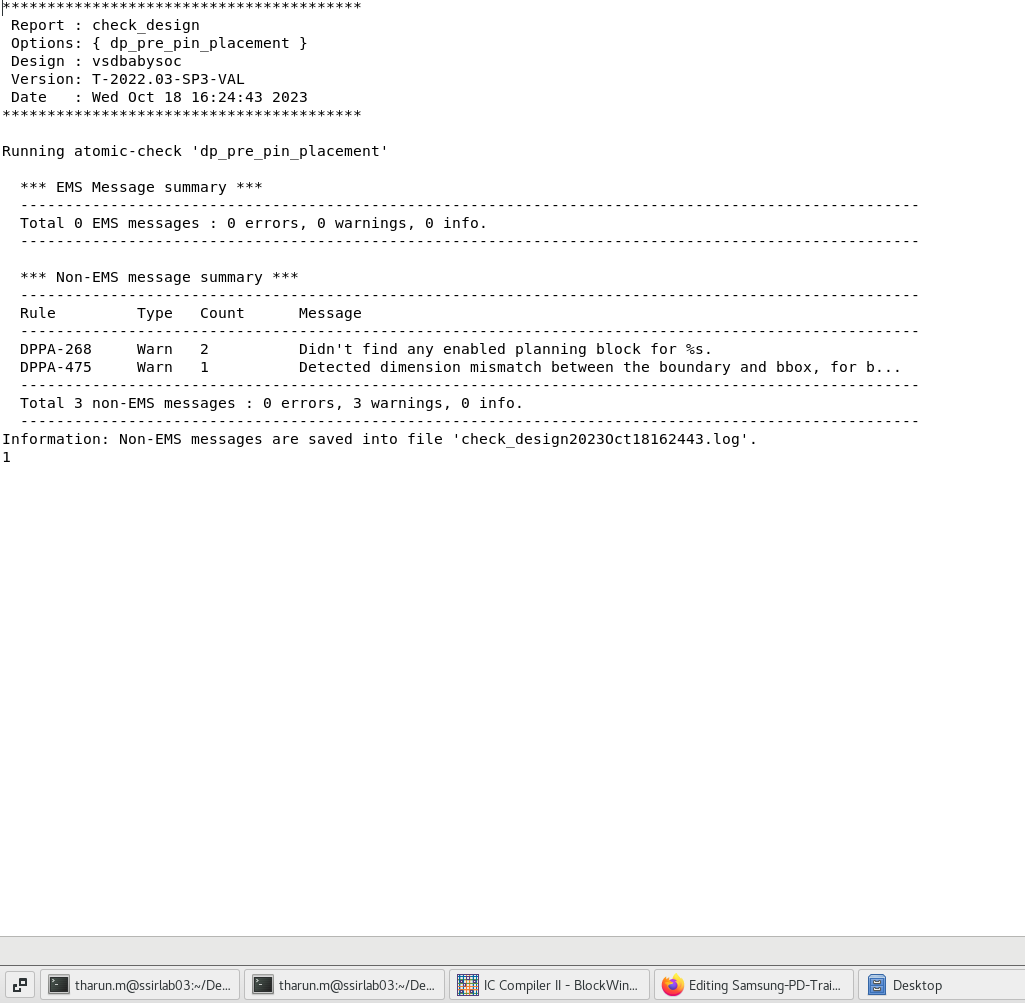 ****************************************
Report : check_design
Options: { dp_pre_pin_placement }
Design : vsdbabysoc
Version: T-2022.03-SP3-VAL
Date   : Wed Oct 18 16:24:43 2023
****************************************
Running atomic-check 'dp_pre_pin_placement'
*** EMS Message summary ***
----------------------------------------------------------------------------------------------------
Total 0 EMS messages : 0 errors, 0 warnings, 0 info.
----------------------------------------------------------------------------------------------------
*** Non-EMS message summary ***
----------------------------------------------------------------------------------------------------
Rule         Type   Count      Message
----------------------------------------------------------------------------------------------------
DPPA-268     Warn   2          Didn't find any enabled planning block for %s.
DPPA-475     Warn   1          Detected dimension mismatch between the boundary and bbox, for b...
----------------------------------------------------------------------------------------------------
Total 3 non-EMS messages : 0 errors, 3 warnings, 0 info.
----------------------------------------------------------------------------------------------------
Information: Non-EMS messages are saved into file 'check_design2023Oct18162443.log'.
1
tharun.m@ssirlab03:~/De... tharun.m@ssirlab03:~/De... IC Compiler II - BlockWin... Editing Samsung-PD-Trai... Desktop